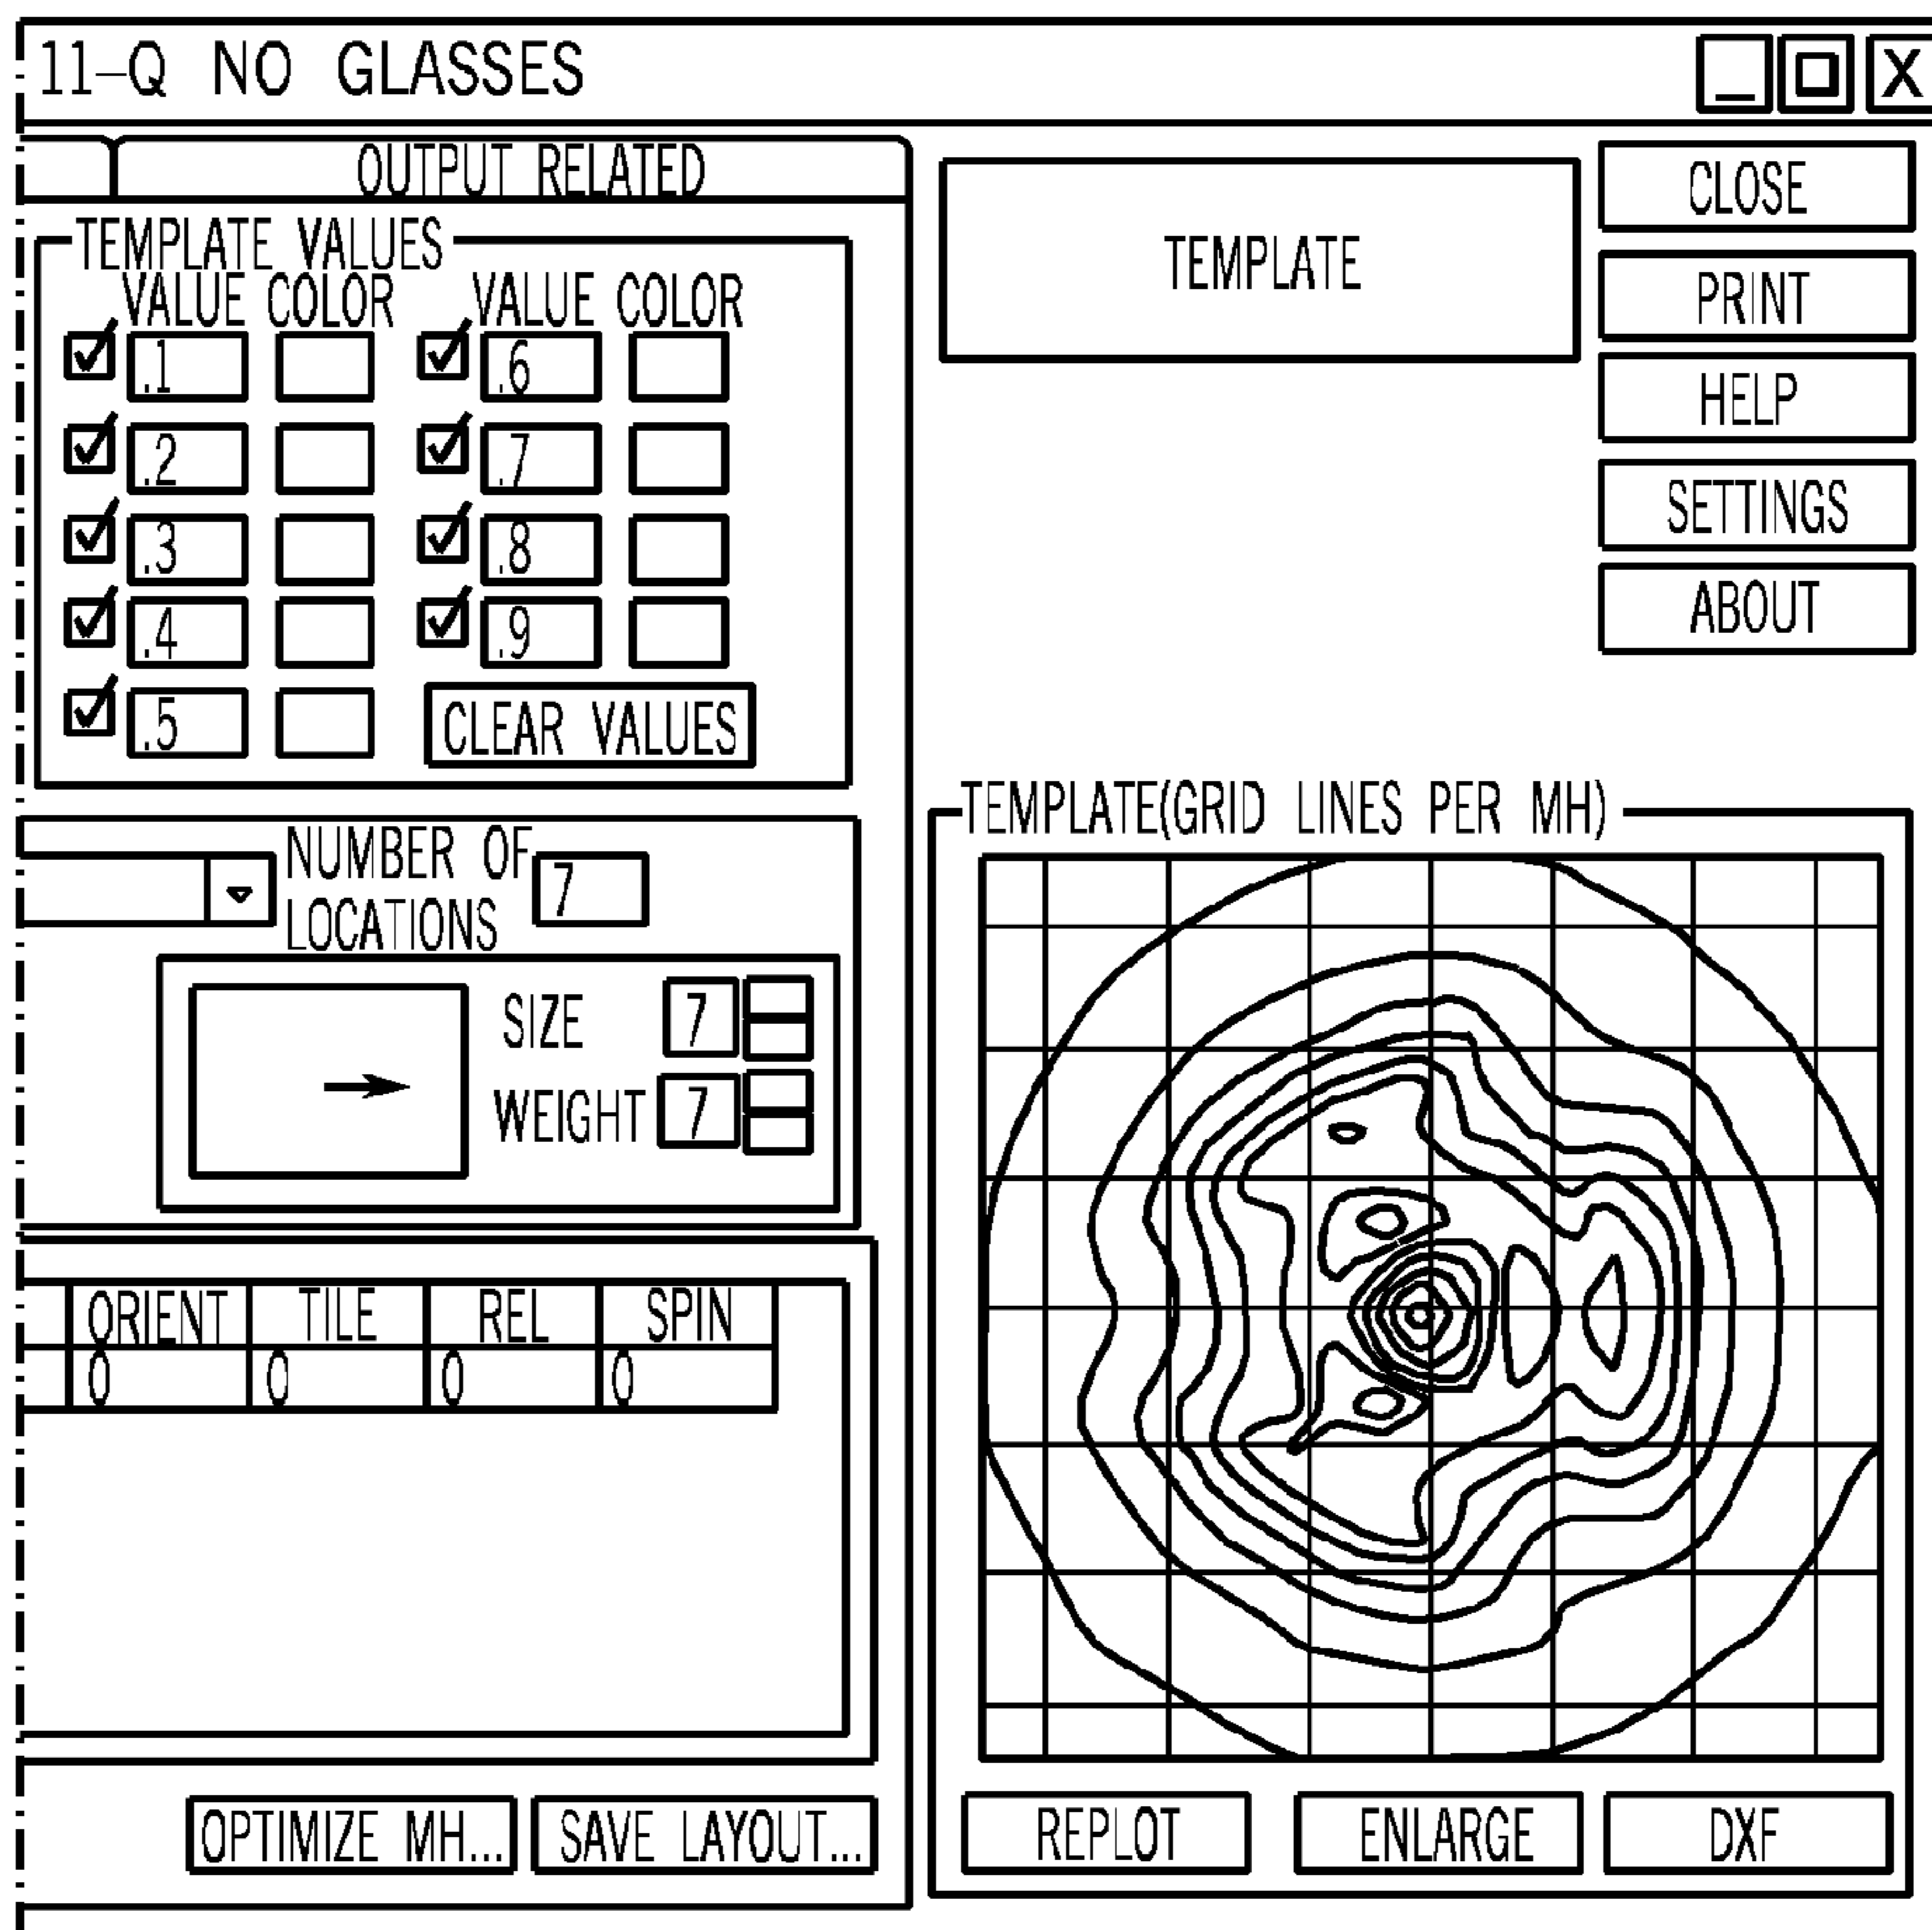 11-Q NO GLASSES
OUTPUT RELATED
TEMPLATE VALUES
VALUE COLOR VALUE COLOR
.1 .6
.2 .7
.3 .8
.4 .9
.5 CLEAR VALUES
NUMBER OF
LOCATIONS 7
SIZE 7
WEIGHT 7
ORIENT TILE REL SPIN
0 0 0 0
OPTIMIZE MH... SAVE LAYOUT...
TEMPLATE
CLOSE
PRINT
HELP
SETTINGS
ABOUT
TEMPLATE(GRID LINES PER MH)
REPLOT ENLARGE DXF